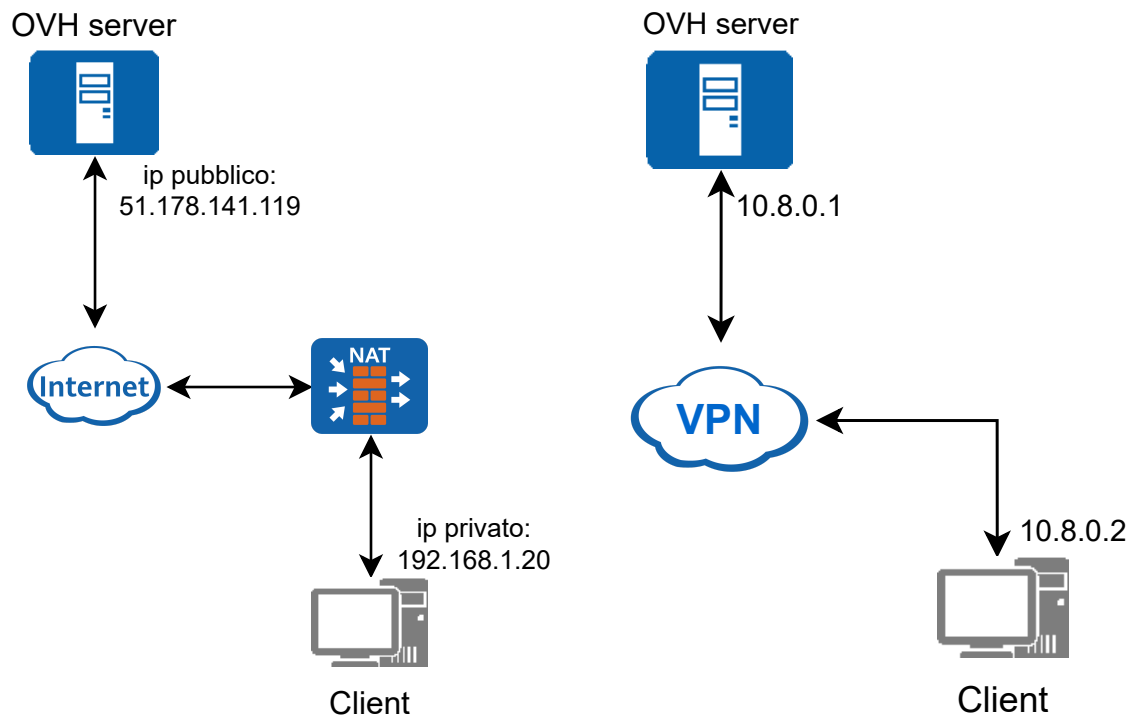 OVH server
ip pubblico:
51.178.141.119
Internet
NAT
ip privato:
192.168.1.20
Client
OVH server
10.8.0.1
VPN
10.8.0.2
Client